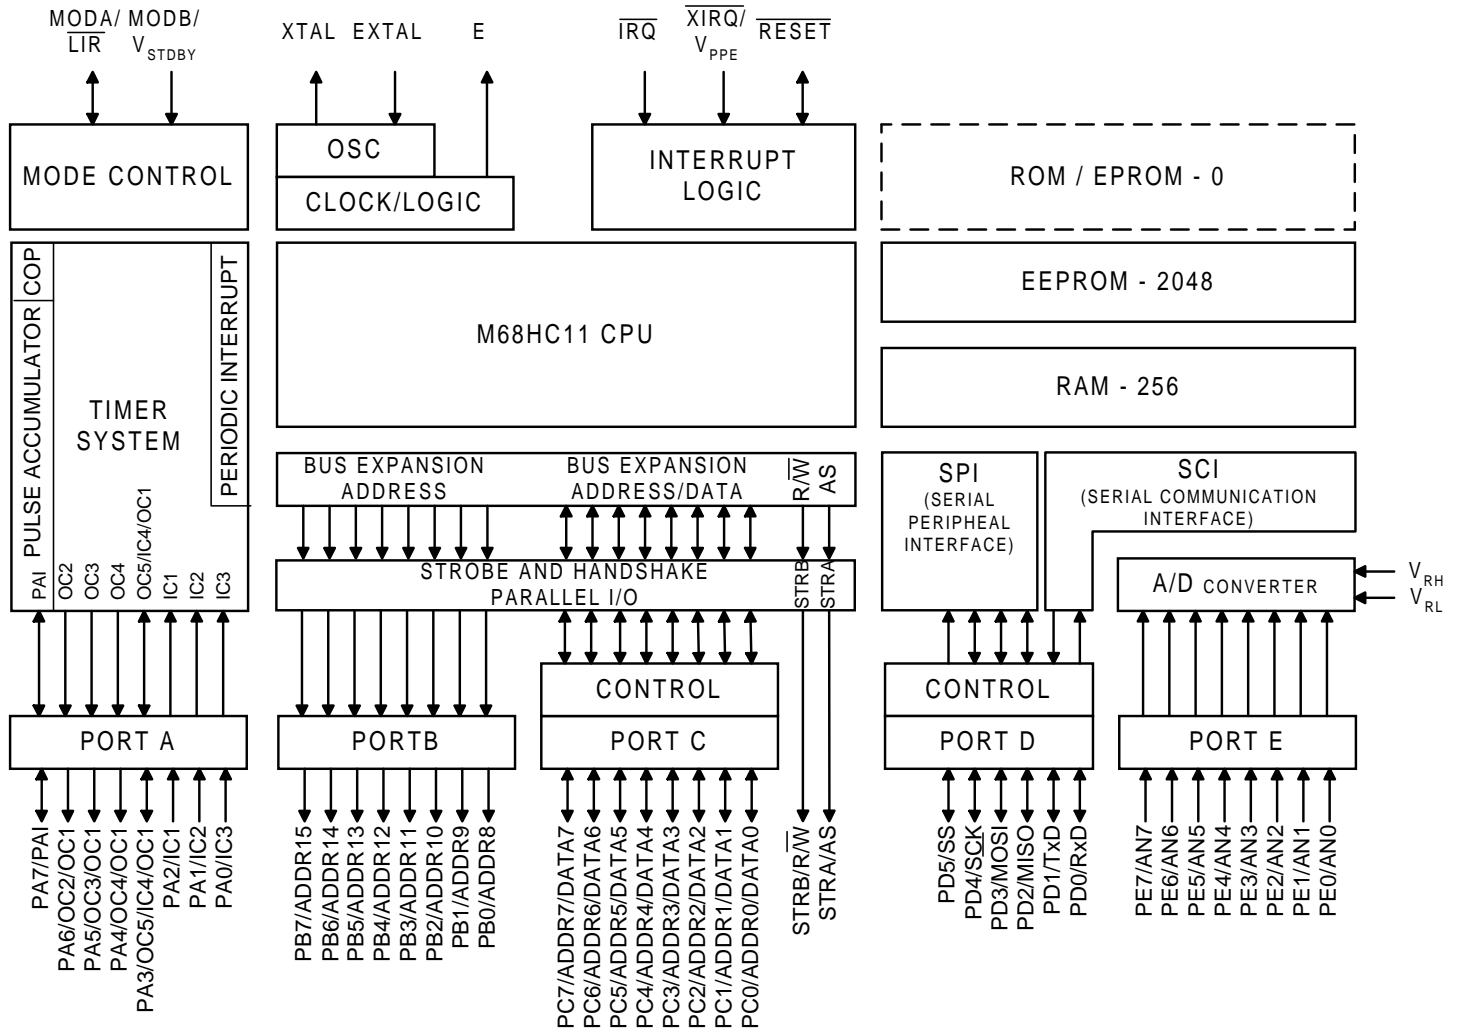 MODA/ MODB/
LIR VSTDBY
XTAL EXTAL E
IRQ
XIRQ/
VPPE
RESET
MODE CONTROL
OSC
CLOCK/LOGIC
INTERRUPT
LOGIC
ROM / EPROM - 0
COP
PULSE ACCUMULATOR
TIMER
SYSTEM
PERIODIC INTERRUPT
M68HC11 CPU
EEPROM - 2048
RAM - 256
PAI
OC2
OC3
OC4
OC5/IC4/OC1
IC1
IC2
IC3
BUS EXPANSION
ADDRESS
BUS EXPANSION
ADDRESS/DATA
R/W
AS
STROBE AND HANDSHAKE
PARALLEL I/O
STRB
STRA
SPI
(SERIAL
PERIPHEAL
INTERFACE)
SCI
(SERIAL COMMUNICATION
INTERFACE)
A/D CONVERTER
VRH
VRL
CONTROL
CONTROL
PORT A
PORTB
PORT C
PORT D
PORT E
PA7/PAI
PA6/OC2/OC1
PA5/OC3/OC1
PA4/OC4/OC1
PA3/OC5/IC4/OC1
PA2/IC1
PA1/IC2
PA0/IC3
PB7/ADDR15
PB6/ADDR14
PB5/ADDR13
PB4/ADDR12
PB3/ADDR11
PB2/ADDR10
PB1/ADDR9
PB0/ADDR8
PC7/ADDR7/DATA7
PC6/ADDR6/DATA6
PC5/ADDR5/DATA5
PC4/ADDR4/DATA4
PC3/ADDR3/DATA3
PC2/ADDR2/DATA2
PC1/ADDR1/DATA1
PC0/ADDR0/DATA0
STRB/R/W
STRA/AS
PD5/SS
PD4/SCK
PD3/MOSI
PD2/MISO
PD1/TxD
PD0/RxD
PE7/AN7
PE6/AN6
PE5/AN5
PE4/AN4
PE3/AN3
PE2/AN2
PE1/AN1
PE0/AN0